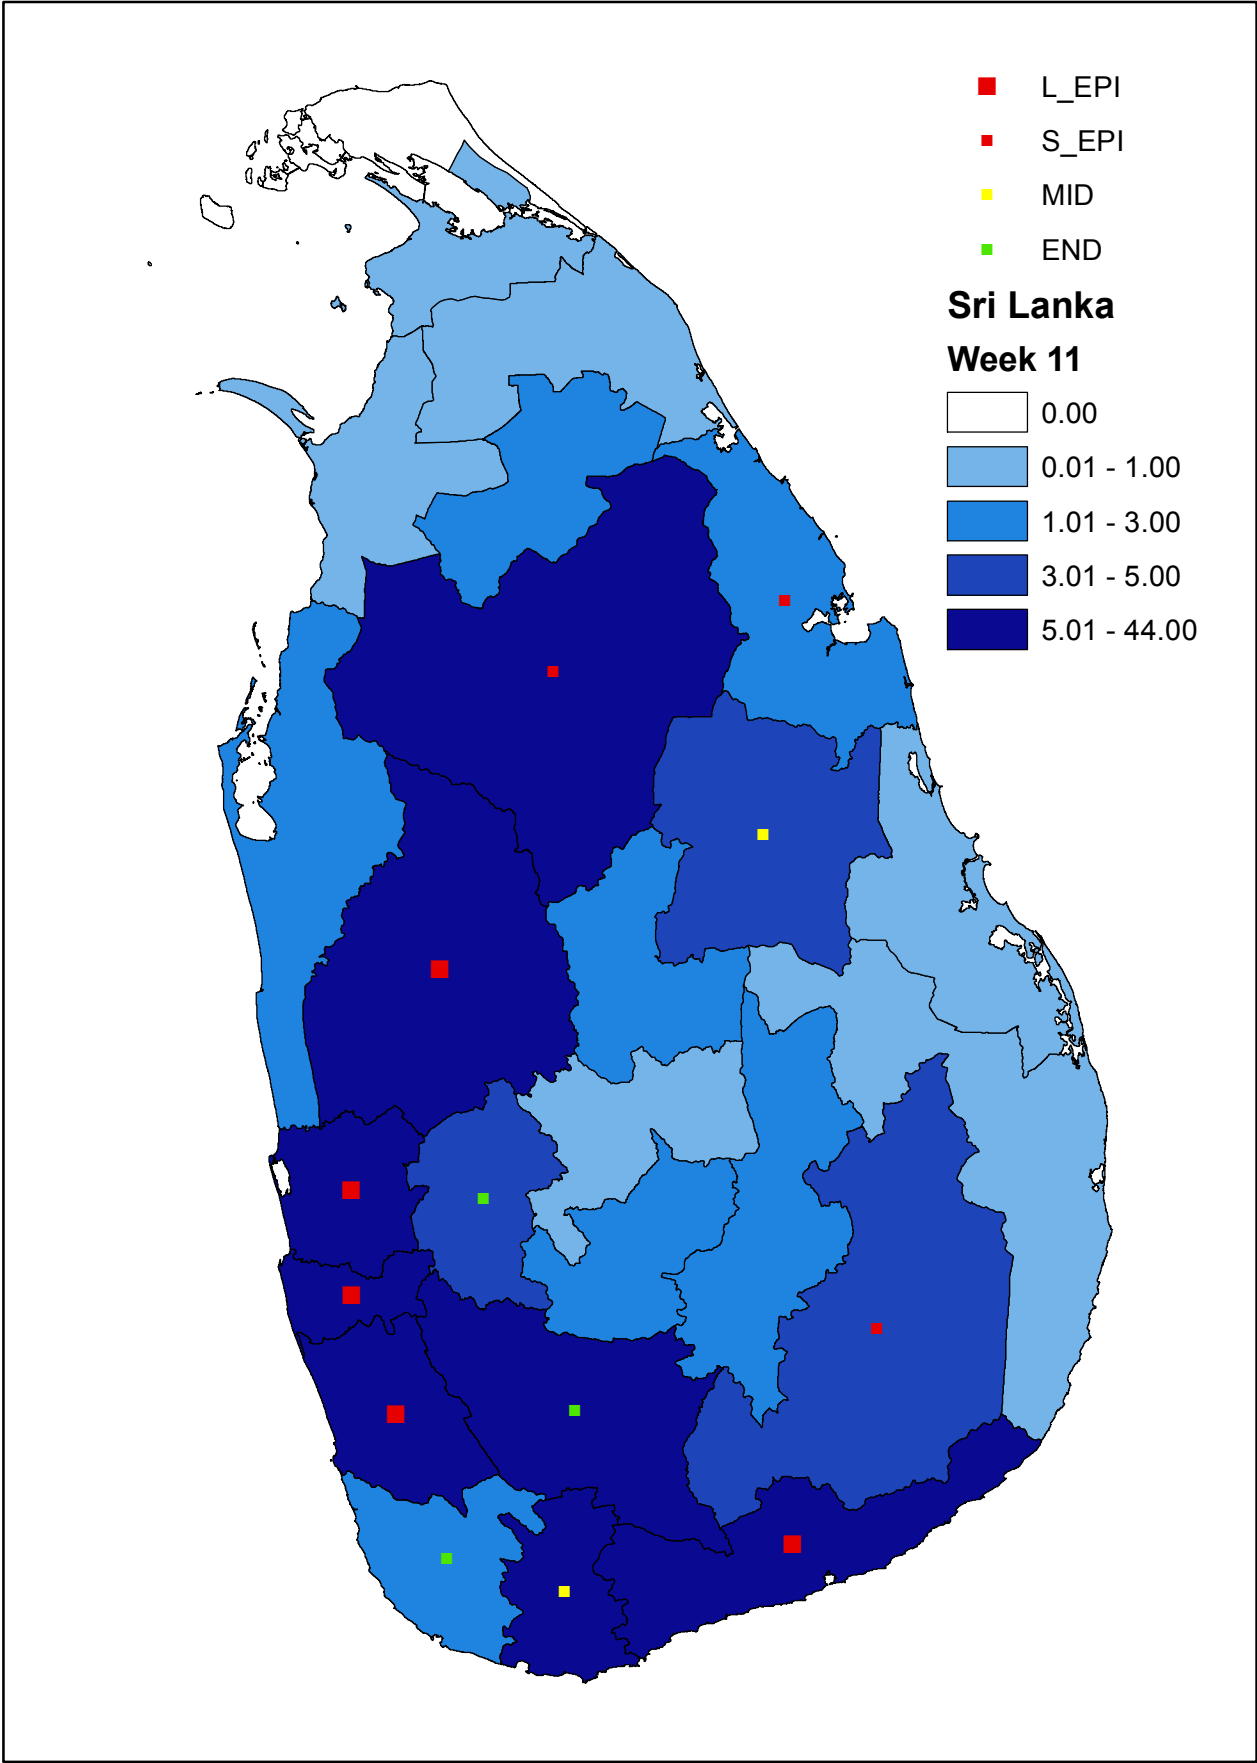 L_EPI
S_EPI
MID
END
Sri Lanka
Week 11
0.00
0.01 - 1.00
1.01 - 3.00
3.01 - 5.00
5.01 - 44.00